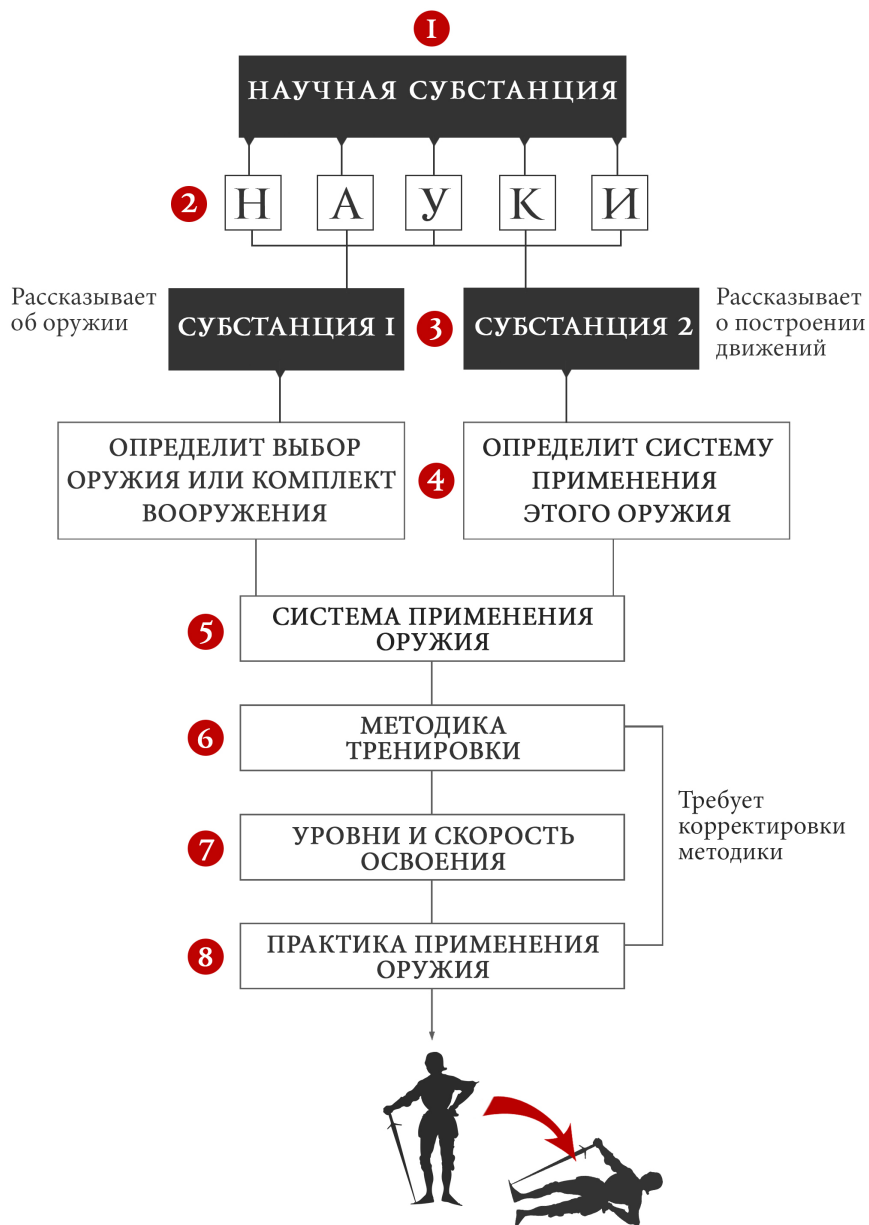 1
НАУЧНАЯ СУБСТАНЦИЯ
2
Н А У К И
Рассказывает
об оружии
СУБСТАНЦИЯ 1
3
СУБСТАНЦИЯ 2
Рассказывает
о построении
движений
ОПРЕДЕЛИТ ВЫБОР
ОРУЖИЯ ИЛИ КОМПЛЕКТ
ВООРУЖЕНИЯ
4
ОПРЕДЕЛИТ СИСТЕМУ
ПРИМЕНЕНИЯ
ЭТОГО ОРУЖИЯ
5
СИСТЕМА ПРИМЕНЕНИЯ
ОРУЖИЯ
6
МЕТОДИКА
ТРЕНИРОВКИ
7
УРОВНИ И СКОРОСТЬ
ОСВОЕНИЯ
Требует
корректировки
методики
8
ПРАКТИКА ПРИМЕНЕНИЯ
ОРУЖИЯ